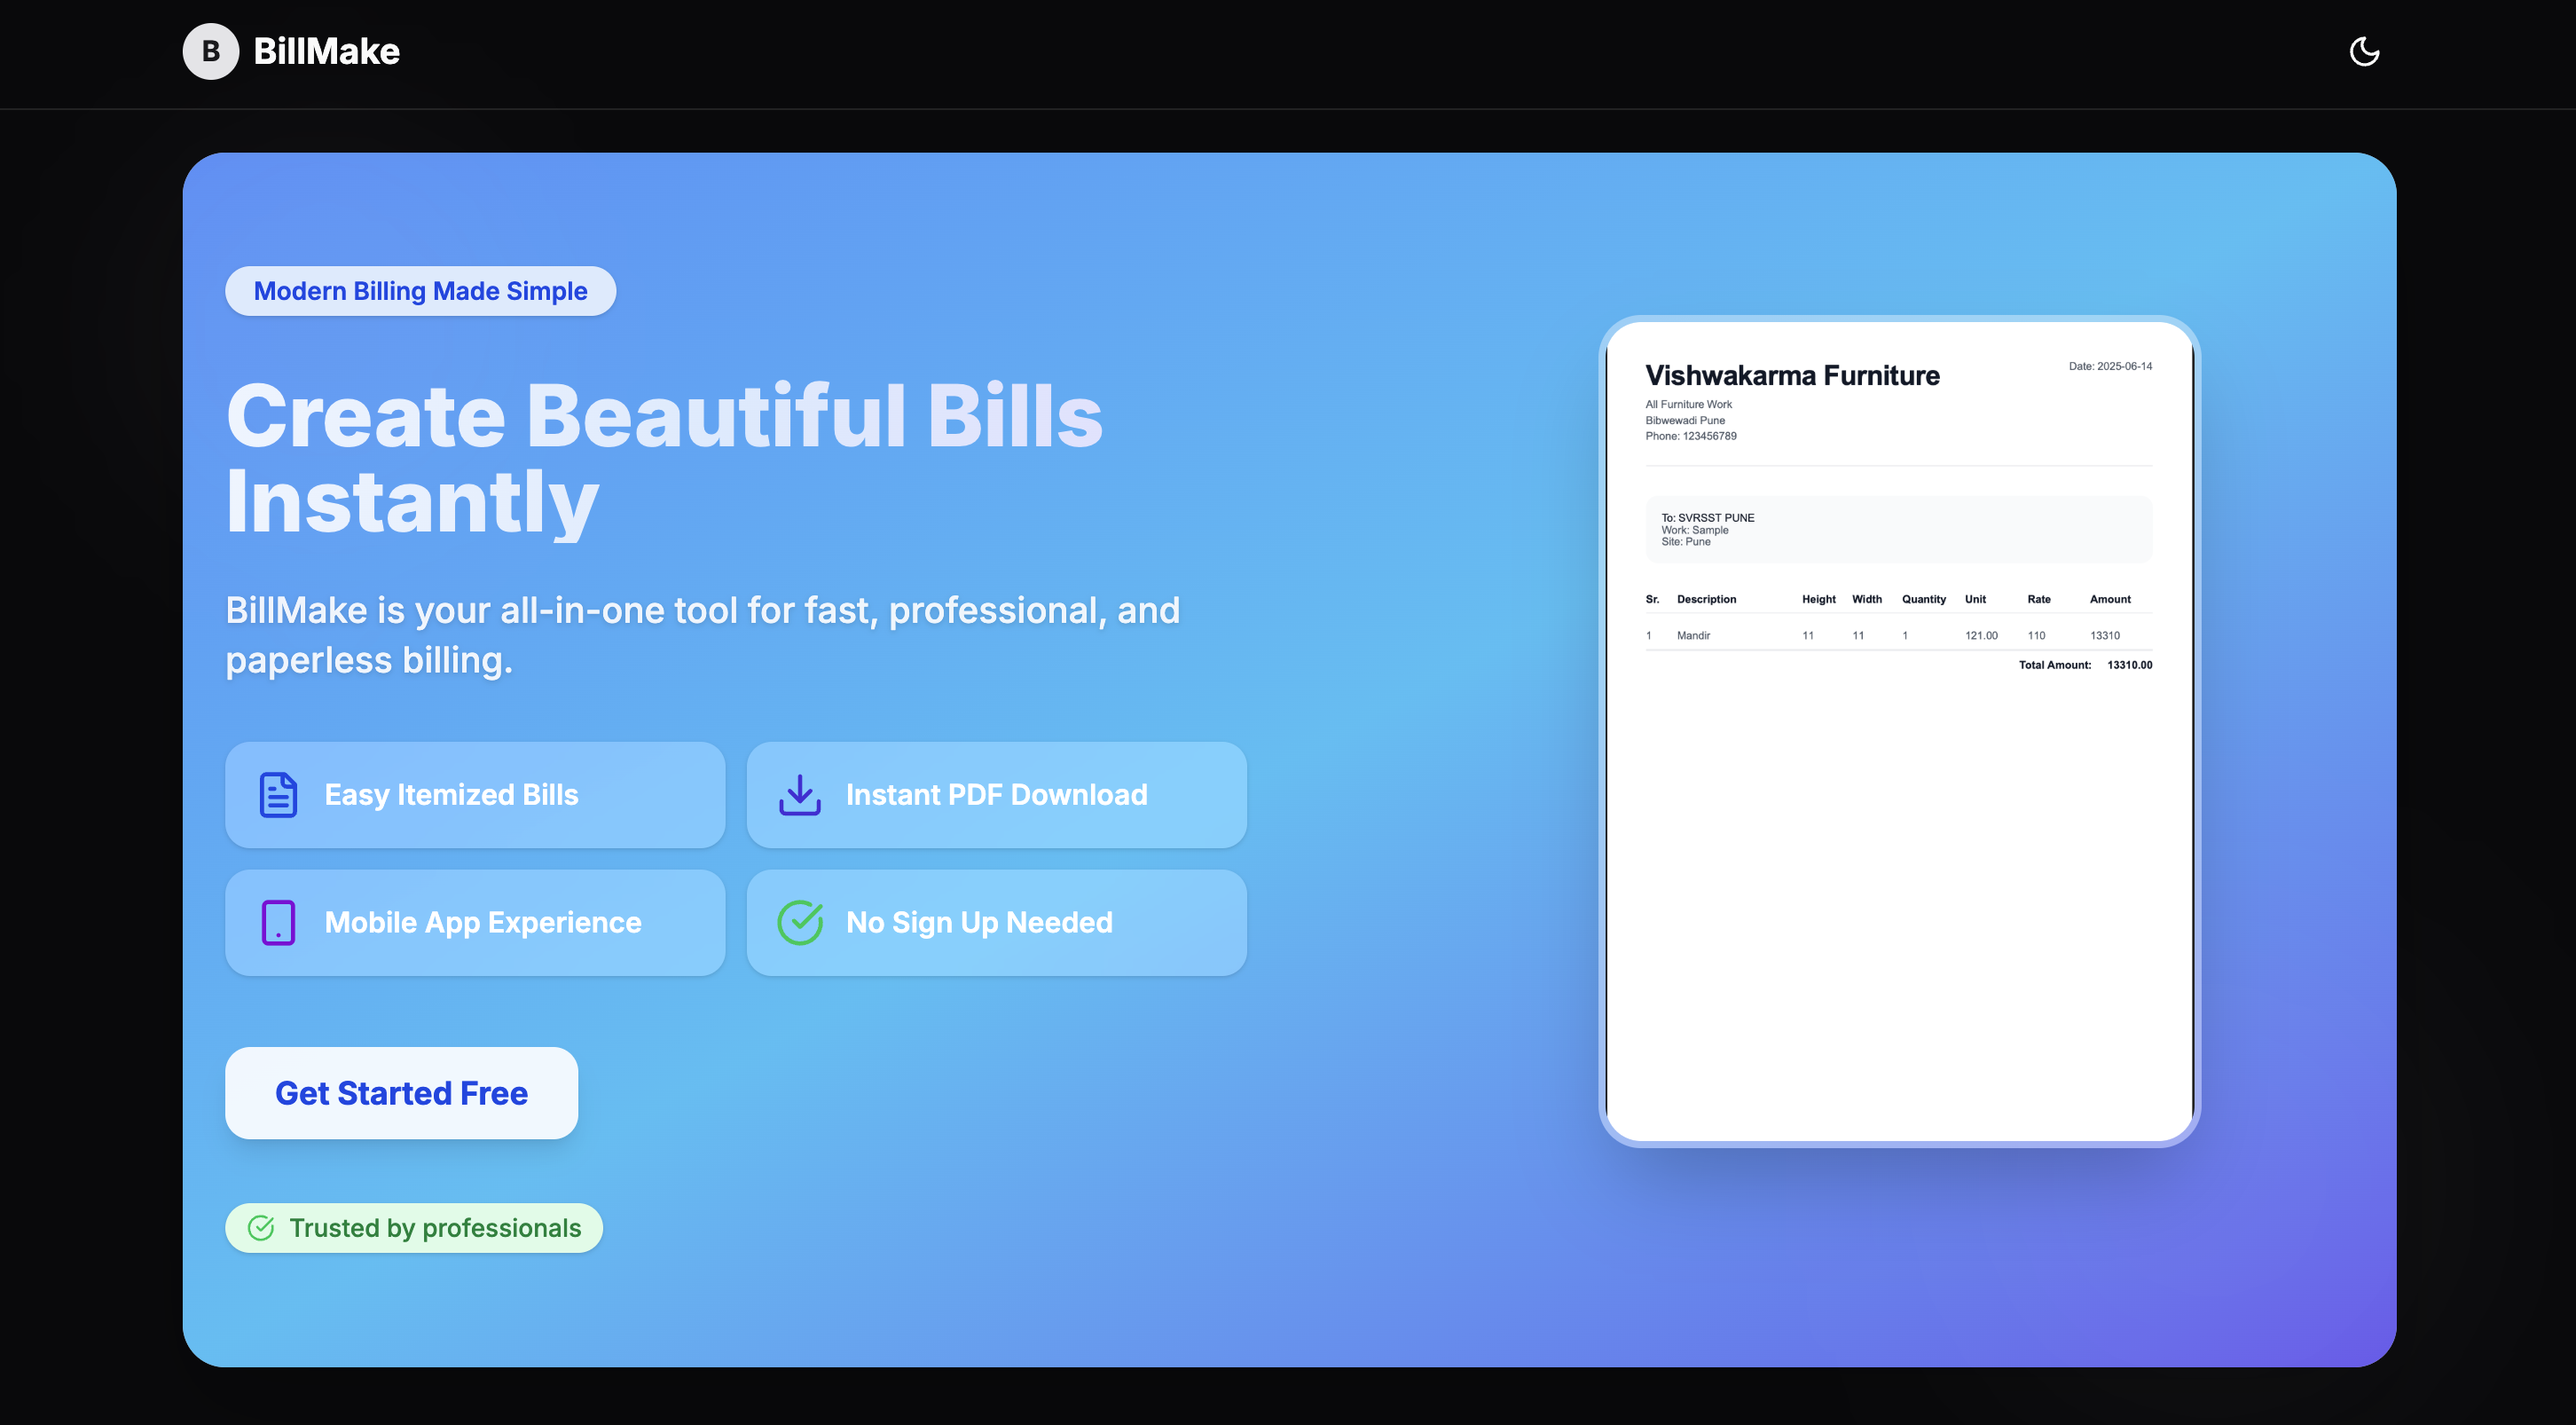 B BillMake
Modern Billing Made Simple
Create Beautiful Bills
Instantly
BillMake is your all-in-one tool for fast, professional, and
paperless billing.
Easy Itemized Bills
Instant PDF Download
Mobile App Experience
No Sign Up Needed
Get Started Free
Trusted by professionals
Vishwakarma Furniture
Date: 2025-06-14
All Furniture Work
Bibwewadi Pune
Phone: 123456789
To: SVRSST PUNE
Work: Sample
Site: Pune
Sr. Description Height Width Quantity Unit Rate Amount
1 Mandir 11 11 1 121.00 110 13310
Total Amount: 13310.00